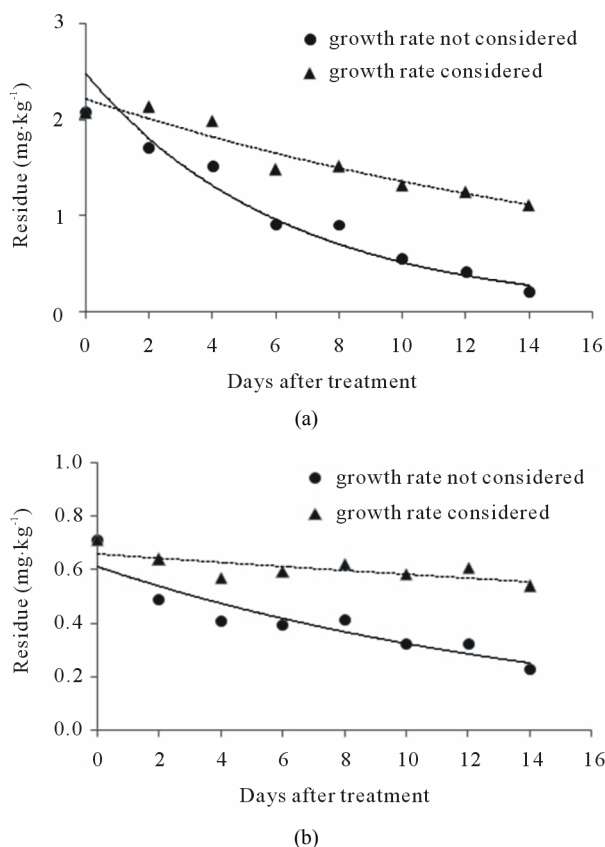 3
2
1
0
Residue (mg·kg⁻¹)
growth rate not considered
growth rate considered
0 2 4 6 8 10 12 14 16
Days after treatment
(a)
1.0
0.8
0.6
0.4
0.2
0.0
Residue (mg·kg⁻¹)
growth rate not considered
growth rate considered
0 2 4 6 8 10 12 14 16
Days after treatment
(b)